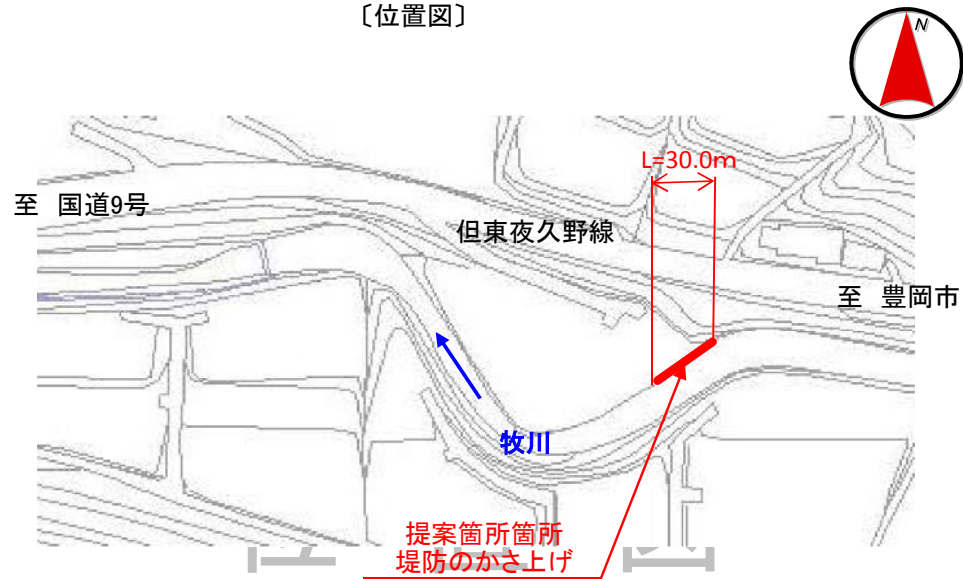 〔位置図〕
N
L=30.0m
至 国道9号
但東夜久野線
至 豊岡市
牧川
提案箇所箇所
堤防のかさ上げ